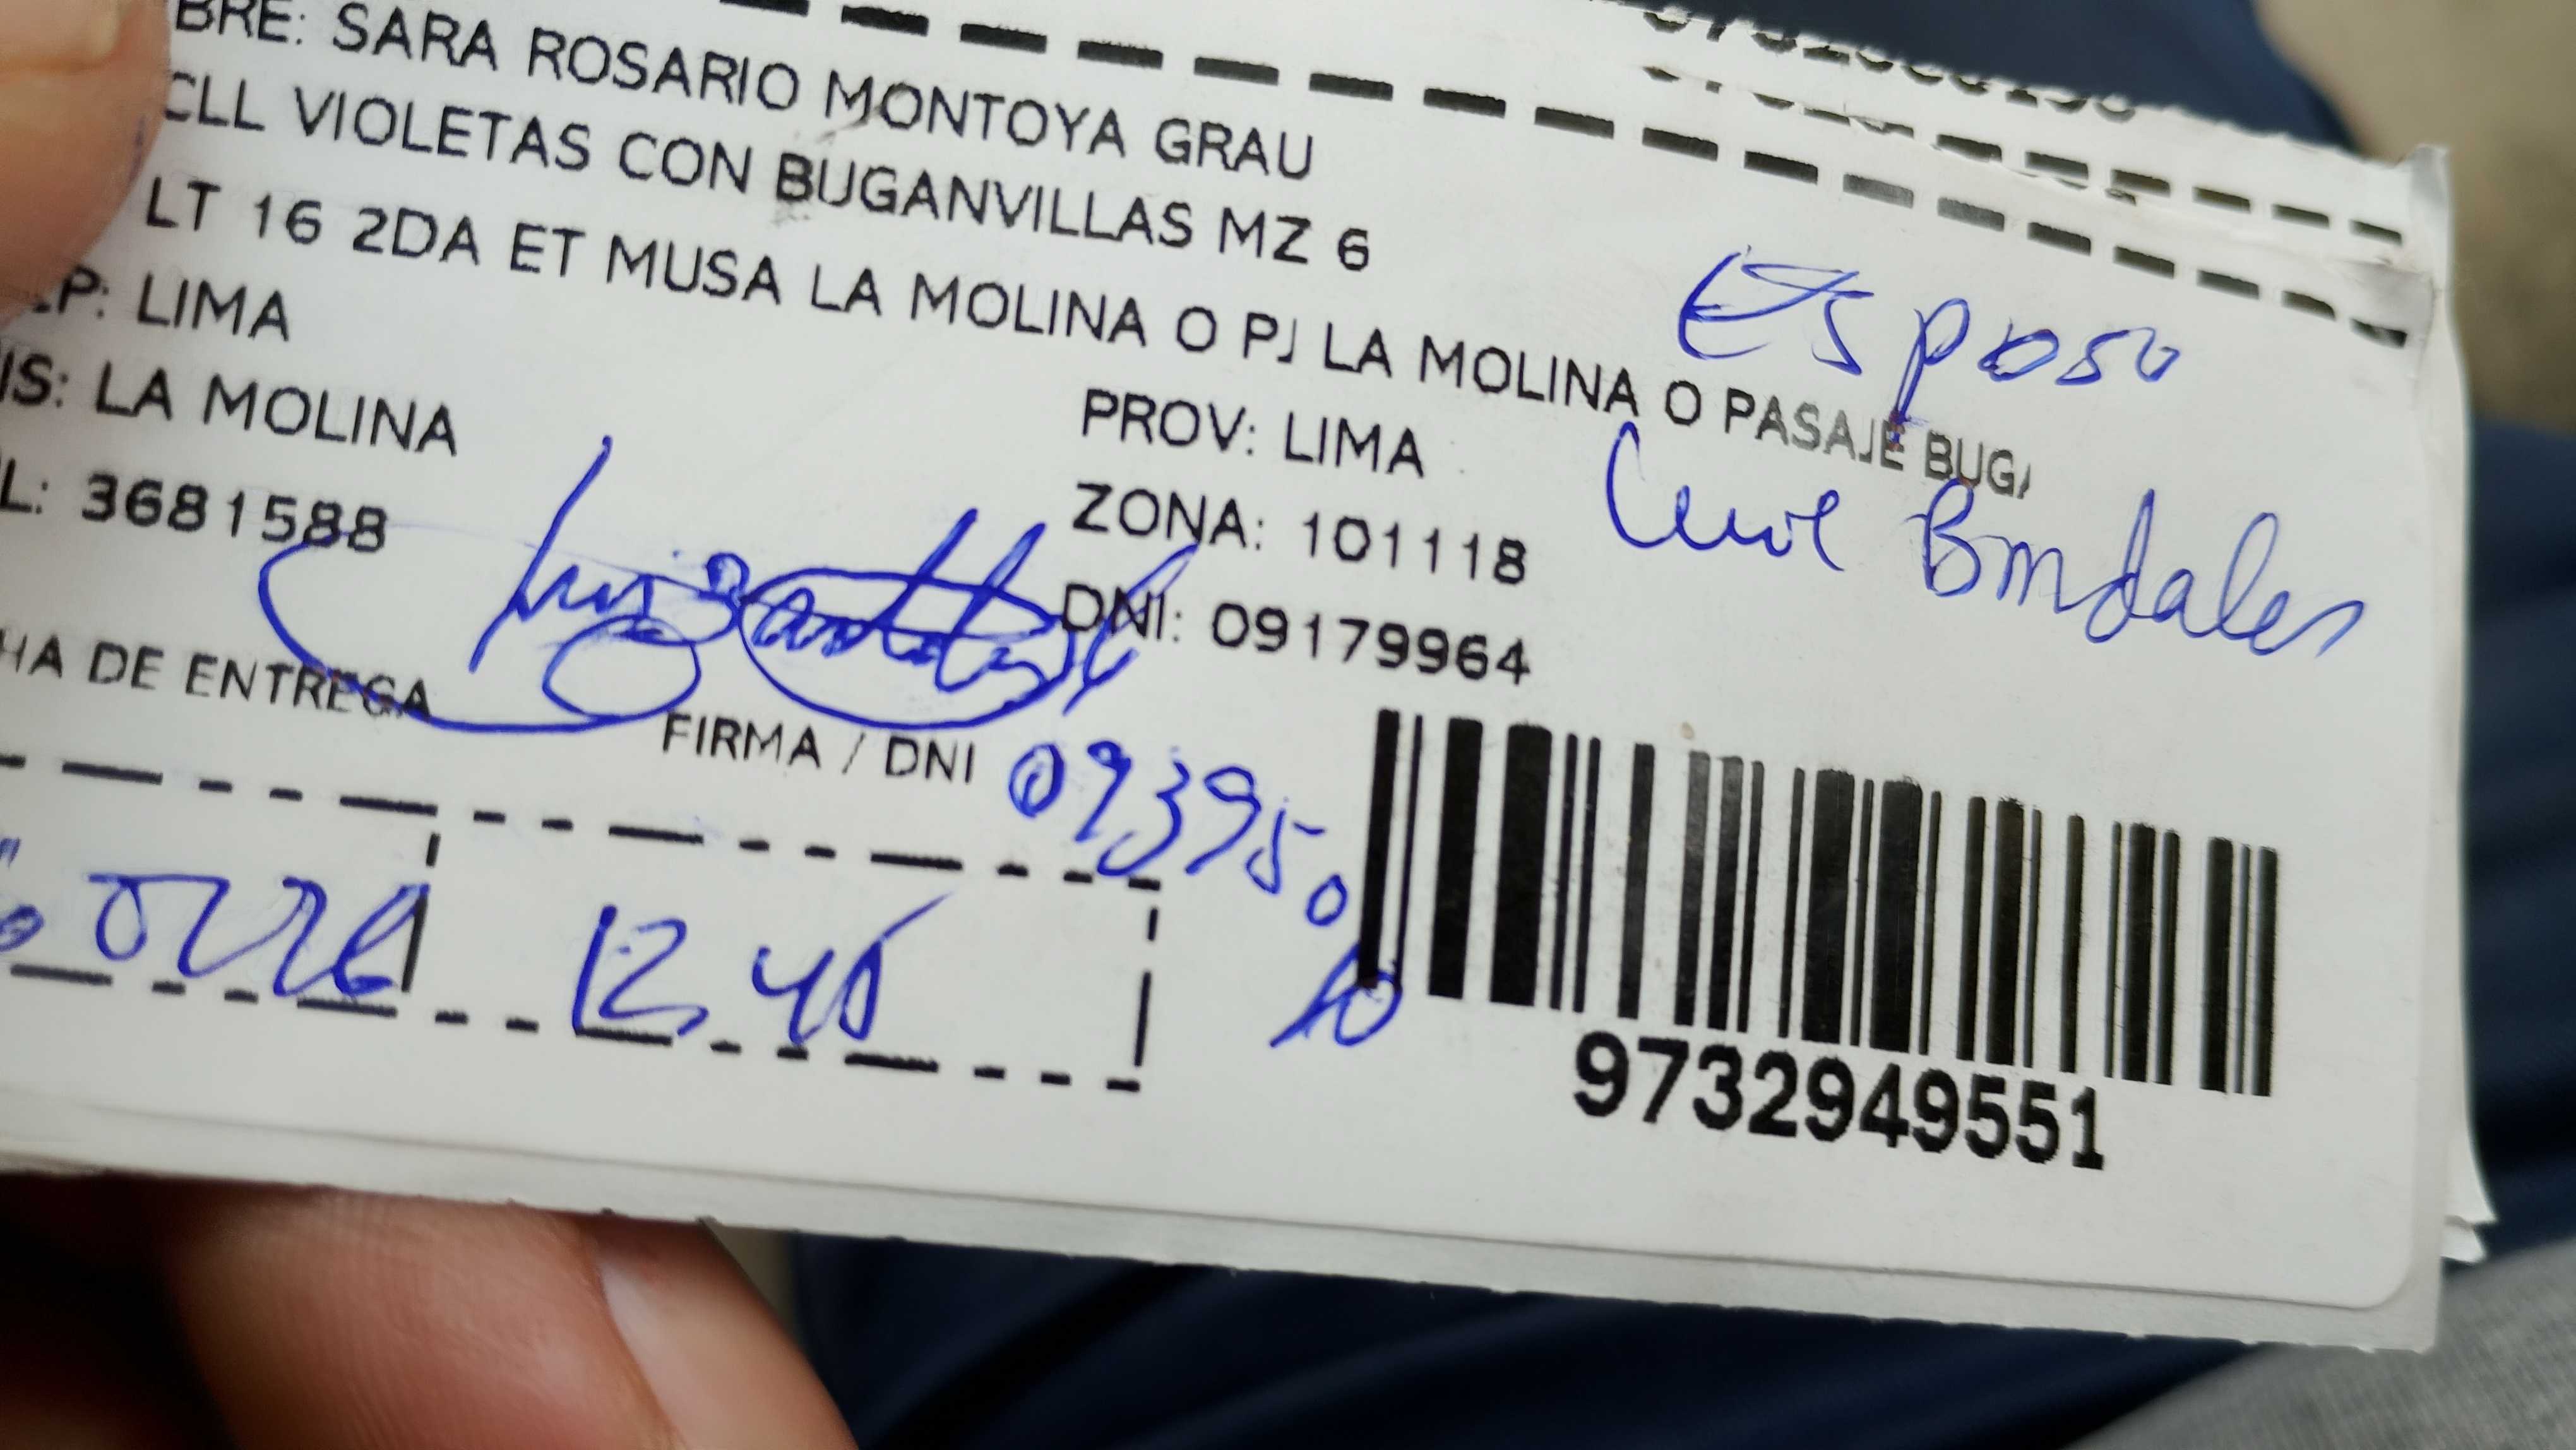 BRE: SARA ROSARIO MONTOYA GRAU
CLL VIOLETAS CON BUGANVILLAS MZ 6
LT 16 2DA ET MUSA LA MOLINA O PJ LA MOLINA O PASAJE BUGA
P: LIMA
PROV: LIMA
IS: LA MOLINA
ZONA: 101118
L: 3681588
DNI: 09179964
Esposo
HA DE ENTREGA
FIRMA / DNI
12 45
9732949551